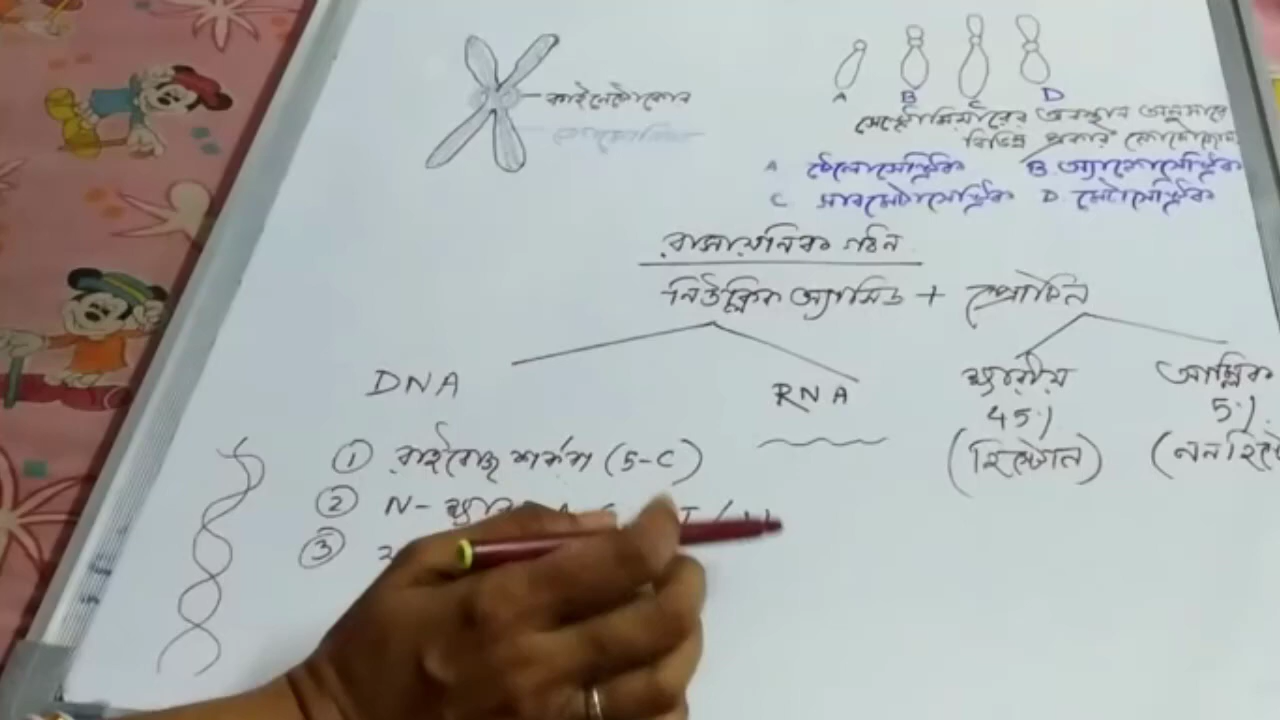 কাইনেটোকোর
A B C D
সেন্ট্রোমিয়ারের অবস্থান অনুসারে
বিভিন্ন প্রকার
A টেলোসেন্ট্রিক B. অ্যাক্রোসেন্ট্রিক
C সাবমেটাসেন্ট্রিক D. মেটাসেন্ট্রিক
রাসায়নিক গঠন
নিউক্লিক অ্যাসিড + প্রোটিন
DNA RNA ক্ষারীয় আম্লিক
45% 5%
(হিস্টোন)
① রাইবোজ শর্করা (5-C)
② N-
③